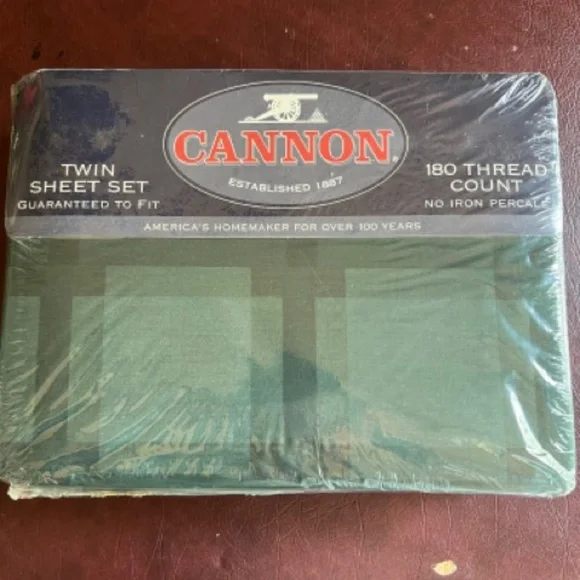 CANNON
ESTABLISHED 1887
TWIN
SHEET SET
GUARANTEED TO FIT
180 THREAD
COUNT
NO IRON PERCALE
AMERICA'S HOMEMAKER FOR OVER 100 YEARS